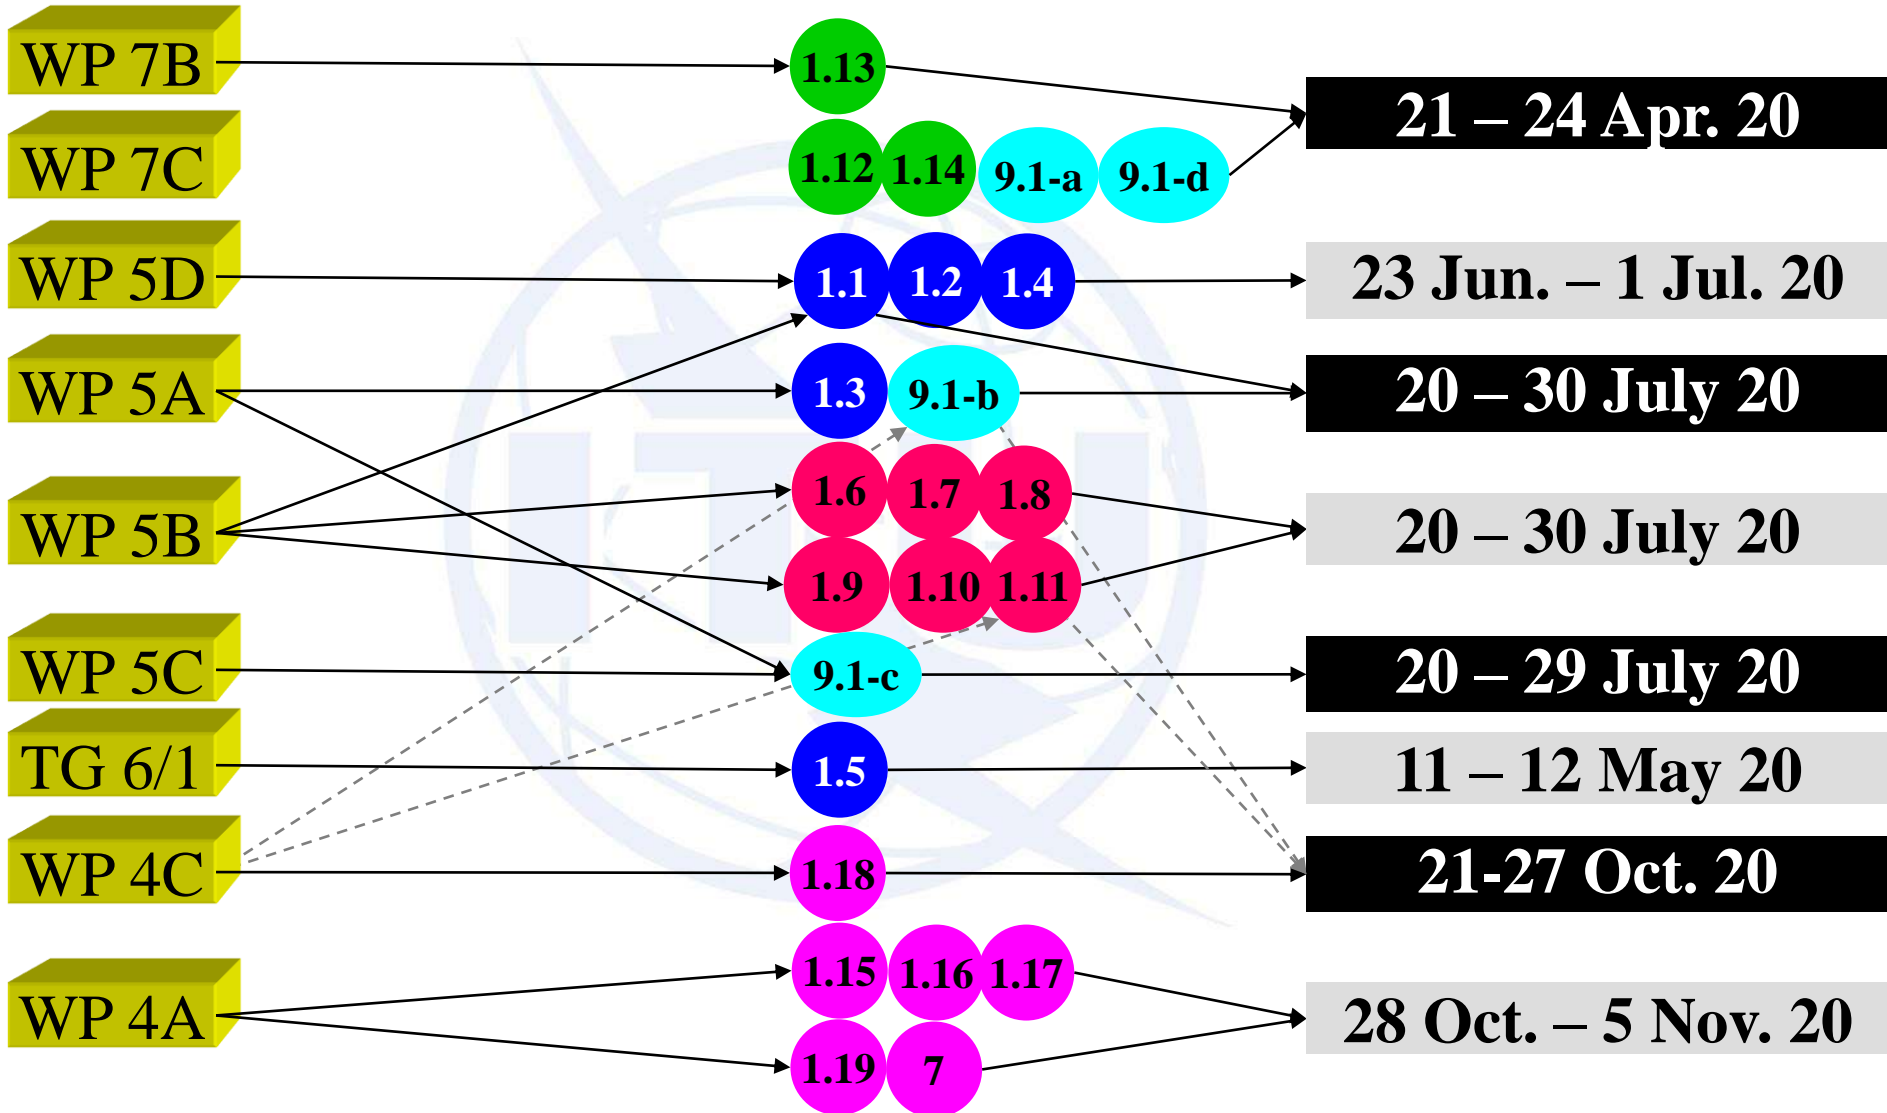 WP 7B
1.13
21 – 24 Apr. 20
WP 7C
1.12 1.14 9.1-a 9.1-d
WP 5D
1.1 1.2 1.4
23 Jun. – 1 Jul. 20
WP 5A
1.3 9.1-b
20 – 30 July 20
WP 5B
1.6 1.7 1.8
20 – 30 July 20
1.9 1.10 1.11
WP 5C
9.1-c
20 – 29 July 20
TG 6/1
1.5
11 – 12 May 20
WP 4C
1.18
21-27 Oct. 20
WP 4A
1.15 1.16 1.17
28 Oct. – 5 Nov. 20
1.19 7
ITU